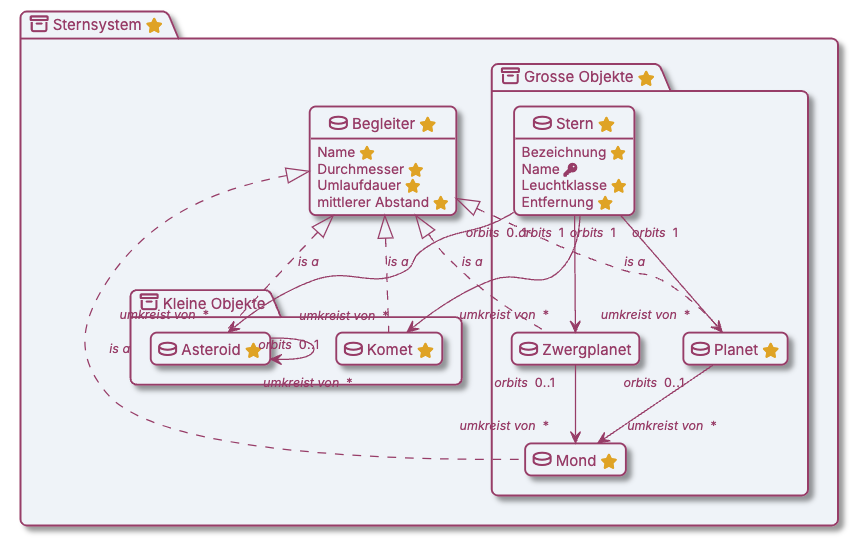 Sternsystem
Grosse Objekte
Begleiter
Name
Durchmesser
Umlaufdauer
mittlerer Abstand
Stern
Bezeichnung
Name
Leuchtklasse
Entfernung
orbits 0..1
orbits 1
orbits 1
orbits 1
is a
is a
is a
is a
Kleine Objekte
umkreist von *
umkreist von *
umkreist von *
umkreist von *
is a
Asteroid
orbits 0..1
Komet
Zwergplanet
Planet
umkreist von *
orbits 0..1
orbits 0..1
umkreist von *
umkreist von *
Mond